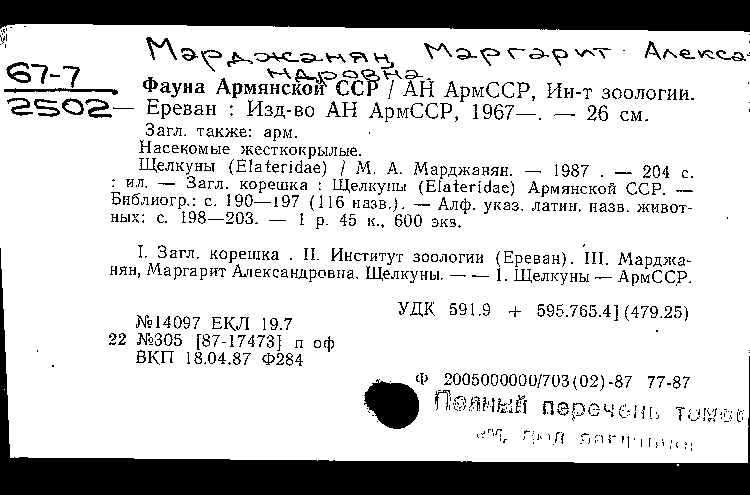 Марджанян, Маргарит Алекса-
ндровна.
67-7
2502
Фауна Армянской ССР / АН АрмССР, Ин-т зоологии.
— Ереван : Изд-во АН АрмССР, 1967—. — 26 см.
Загл. также: арм.
Насекомые жесткокрылые.
Щелкуны (Elateridae) / М. А. Марджанян. — 1987 . — 204 с.
: ил. — Загл. корешка : Щелкуны (Elateridae) Армянской ССР. —
Библиогр.: с. 190—197 (116 назв.). — Алф. указ. латин. назв. живот-
ных: с. 198—203. — 1 р. 45 к., 600 экз.
I. Загл. корешка . II. Институт зоологии (Ереван). III. Марджа-
нян, Маргарит Александровна. Щелкуны. — — 1. Щелкуны — АрмССР.
УДК 591.9 + 595.765.4](479.25)
№14097 ЕКЛ 19.7
22 №305 [87-17473] п оф
ВКП 18.04.87 Ф284
Ф 2005000000/703(02)-87 77-87
Полный перечень томов